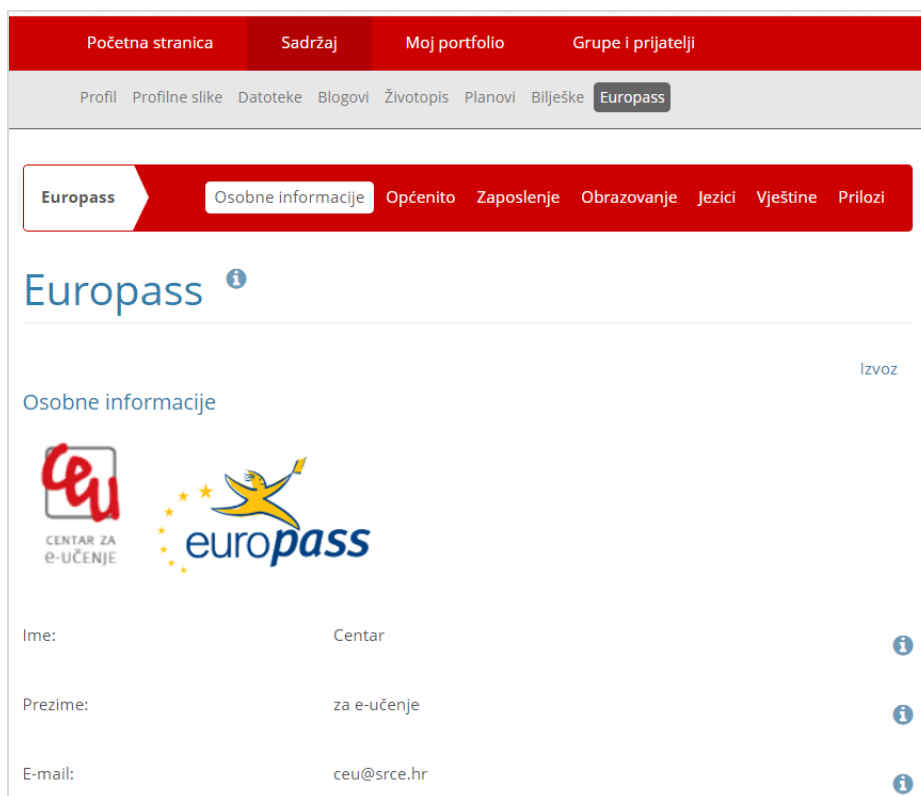 Početna stranica Sadržaj Moj portfolio Grupe i prijatelji
Profil Profilne slike Datoteke Blogovi Životopis Planovi Bilješke Europass
Europass Osobne informacije Općenito Zaposlenje Obrazovanje Jezici Vještine Prilozi
Europass
Izvoz
Osobne informacije
ceu
CENTAR ZA
e-UČENJE
europass
Ime: Centar
Prezime: za e-učenje
E-mail: ceu@srce.hr